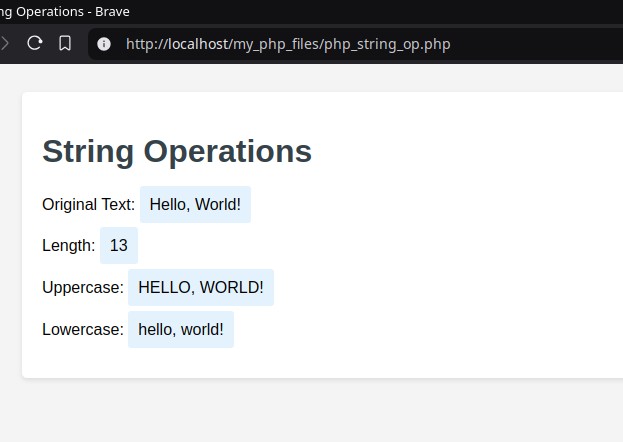 ng Operations - Brave
http://localhost/my_php_files/php_string_op.php
String Operations
Original Text: Hello, World!
Length: 13
Uppercase: HELLO, WORLD!
Lowercase: hello, world!